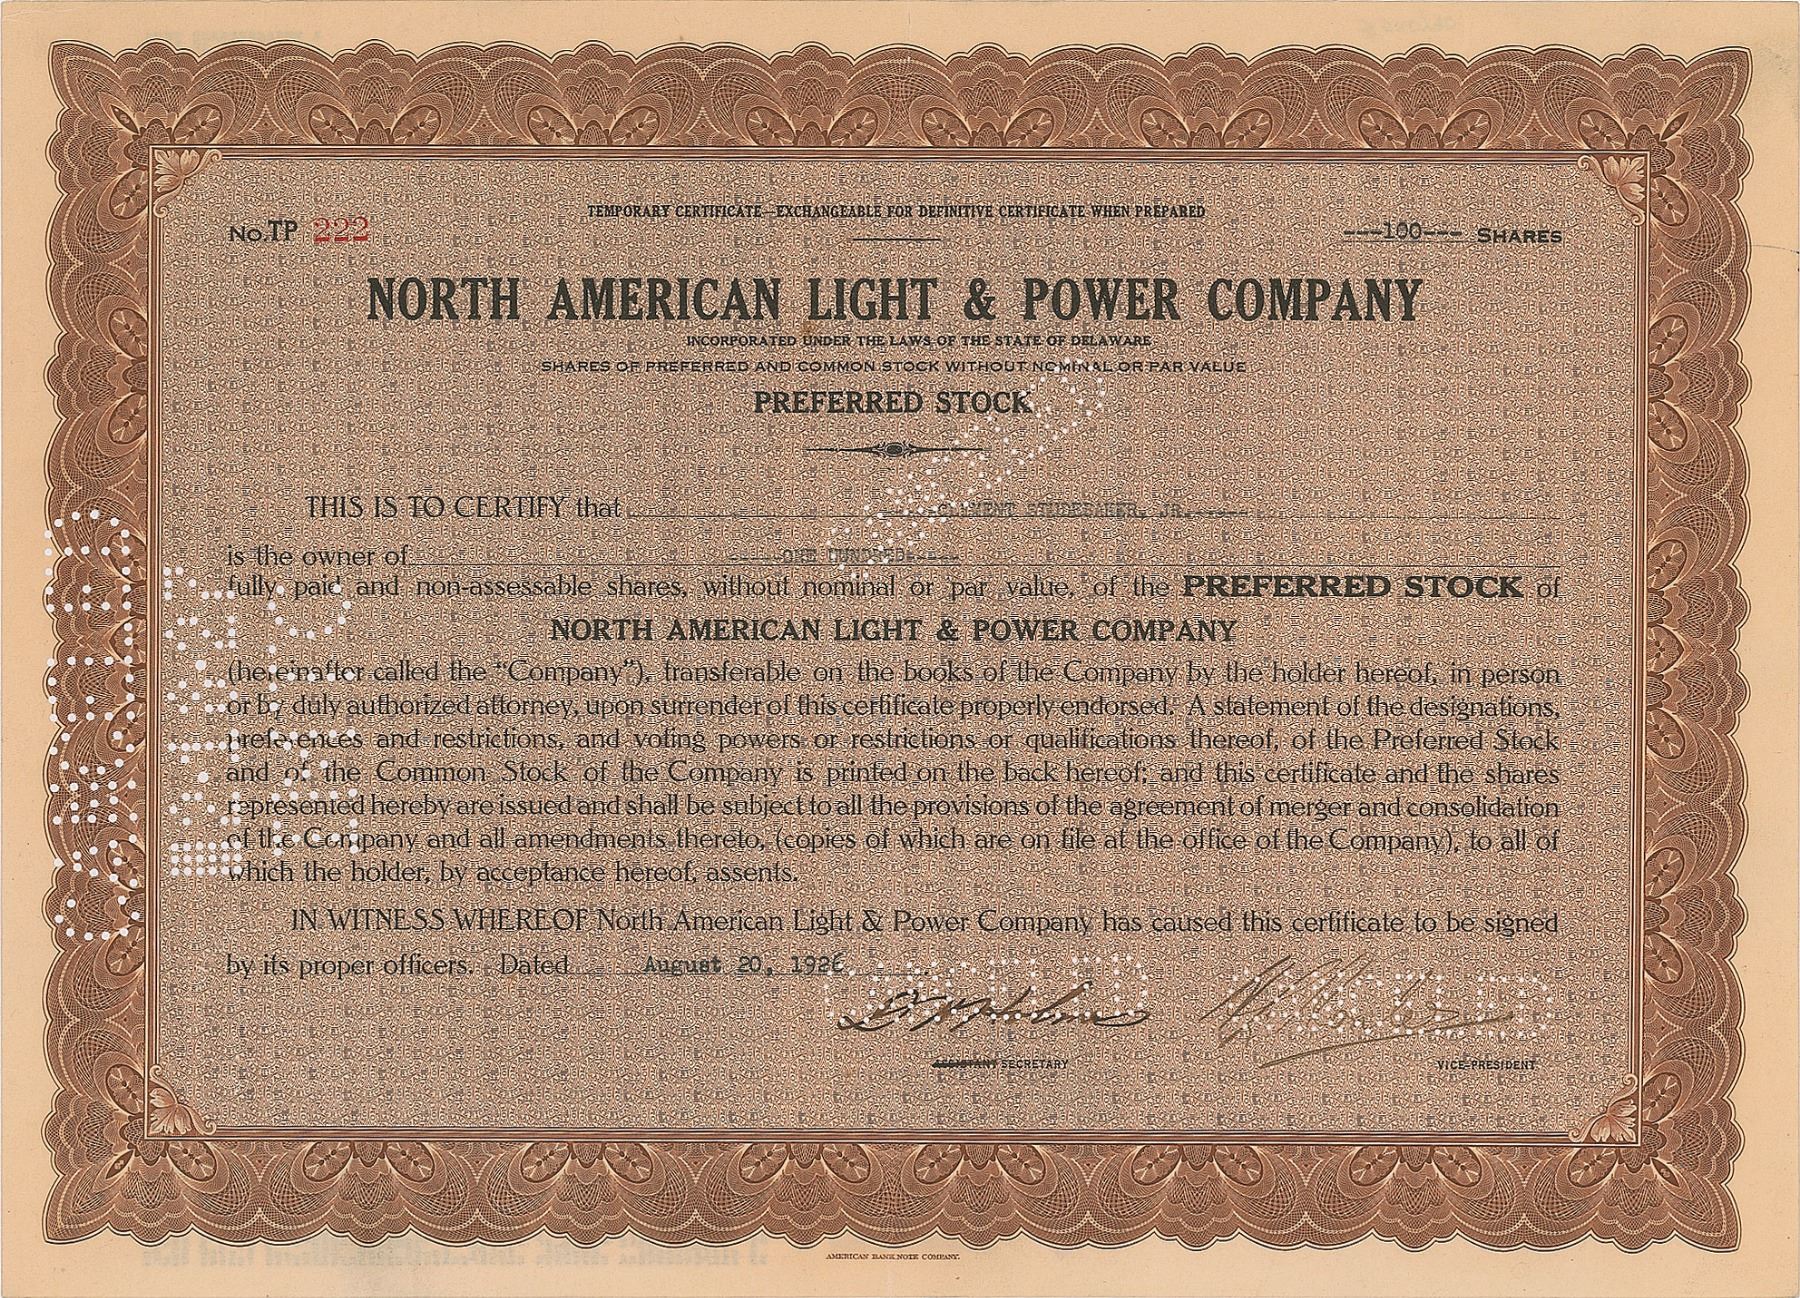 TEMPORARY CERTIFICATE—EXCHANGEABLE FOR DEFINITIVE CERTIFICATE WHEN PREPARED
No. TP 222
---100--- SHARES
NORTH AMERICAN LIGHT & POWER COMPANY
INCORPORATED UNDER THE LAWS OF THE STATE OF DELAWARE
SHARES OF PREFERRED AND COMMON STOCK WITHOUT NOMINAL OR PAR VALUE
PREFERRED STOCK
THIS IS TO CERTIFY that -----CLEMENT STUDEBAKER, JR.-----
is the owner of -----ONE HUNDRED-----
fully paid and non-assessable shares, without nominal or par value, of the PREFERRED STOCK of
NORTH AMERICAN LIGHT & POWER COMPANY
(hereinafter called the "Company"), transferable on the books of the Company by the holder hereof, in person
or by duly authorized attorney, upon surrender of this certificate properly endorsed. A statement of the designations,
preferences and restrictions, and voting powers or restrictions or qualifications thereof, of the Preferred Stock
and of the Common Stock of the Company is printed on the back hereof; and this certificate and the shares
represented hereby are issued and shall be subject to all the provisions of the agreement of merger and consolidation
of the Company and all amendments thereto, (copies of which are on file at the office of the Company), to all of
which the holder, by acceptance hereof, assents.
IN WITNESS WHEREOF North American Light & Power Company has caused this certificate to be signed
by its proper officers. Dated August 20, 1926.
CANCELLED
CANCELLED
ASSISTANT SECRETARY
VICE-PRESIDENT
AMERICAN BANK NOTE COMPANY.